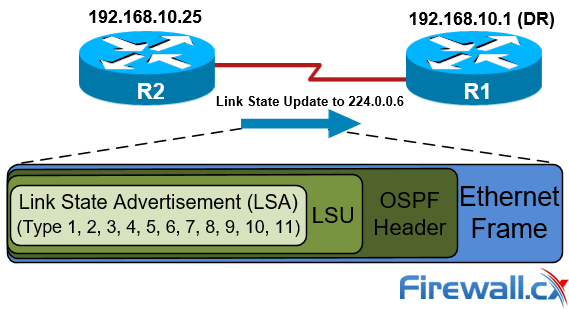 192.168.10.25
192.168.10.1 (DR)
R2
R1
Link State Update to 224.0.0.6
Link State Advertisement (LSA)
(Type 1, 2, 3, 4, 5, 6, 7, 8, 9, 10, 11)
LSU
OSPF
Header
Ethernet
Frame
Firewall.cx